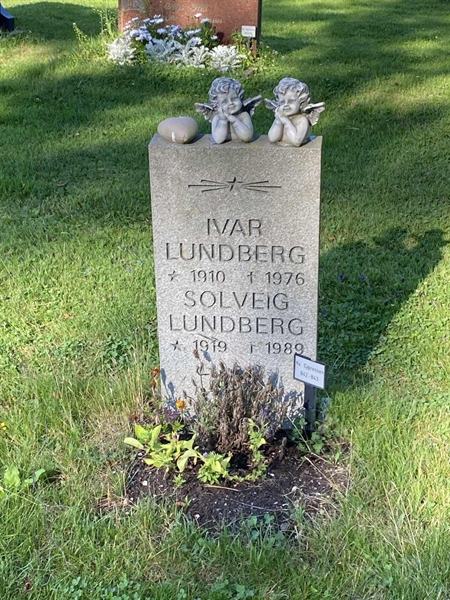 IVAR
LUNDBERG
* 1910 † 1976
SOLVEIG
LUNDBERG
* 1919 † 1989